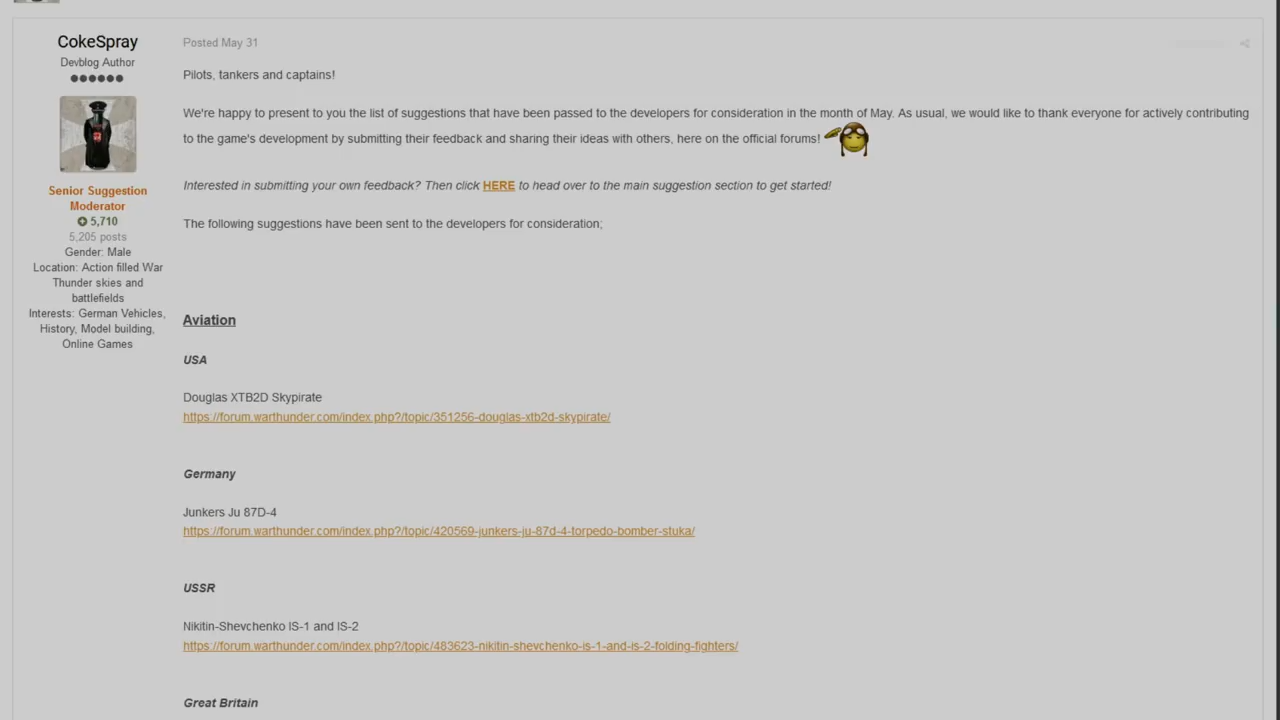 CokeSpray
Devblog Author
Senior Suggestion
Moderator
5,710
5,205 posts
Gender: Male
Location: Action filled War
Thunder skies and
battlefields
Interests: German Vehicles,
History, Model building,
Online Games
Posted May 31
Pilots, tankers and captains!
We're happy to present to you the list of suggestions that have been passed to the developers for consideration in the month of May. As usual, we would like to thank everyone for actively contributing
to the game's development by submitting their feedback and sharing their ideas with others, here on the official forums!
Interested in submitting your own feedback? Then click HERE to head over to the main suggestion section to get started!
The following suggestions have been sent to the developers for consideration;
Aviation
USA
Douglas XTB2D Skypirate
https://forum.warthunder.com/index.php?/topic/351256-douglas-xtb2d-skypirate/
Germany
Junkers Ju 87D-4
https://forum.warthunder.com/index.php?/topic/420569-junkers-ju-87d-4-torpedo-bomber-stuka/
USSR
Nikitin-Shevchenko IS-1 and IS-2
https://forum.warthunder.com/index.php?/topic/483623-nikitin-shevchenko-is-1-and-is-2-folding-fighters/
Great Britain